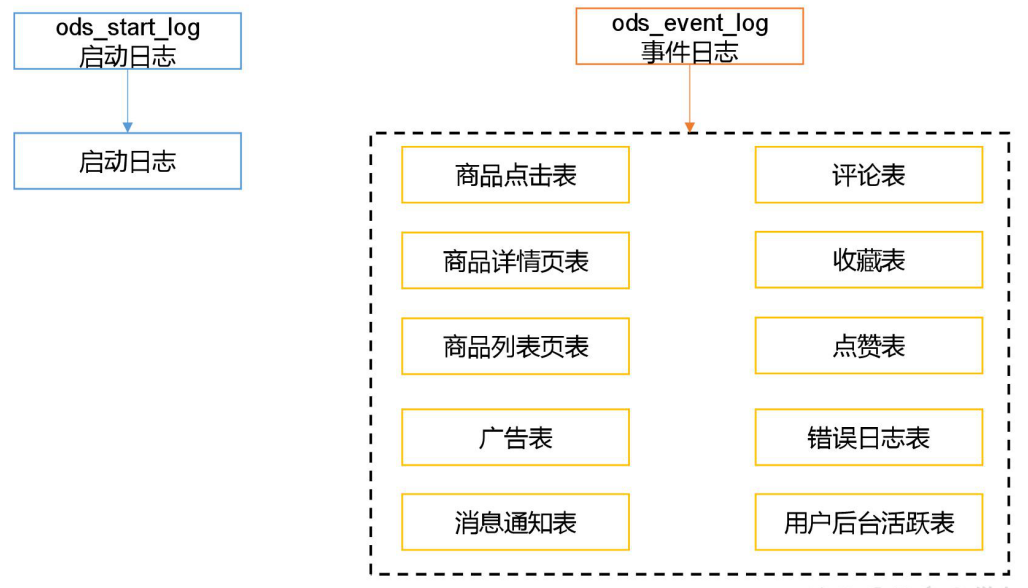 ods_start_log
启动日志
启动日志
ods_event_log
事件日志
商品点击表
评论表
商品详情页表
收藏表
商品列表页表
点赞表
广告表
错误日志表
消息通知表
用户后台活跃表